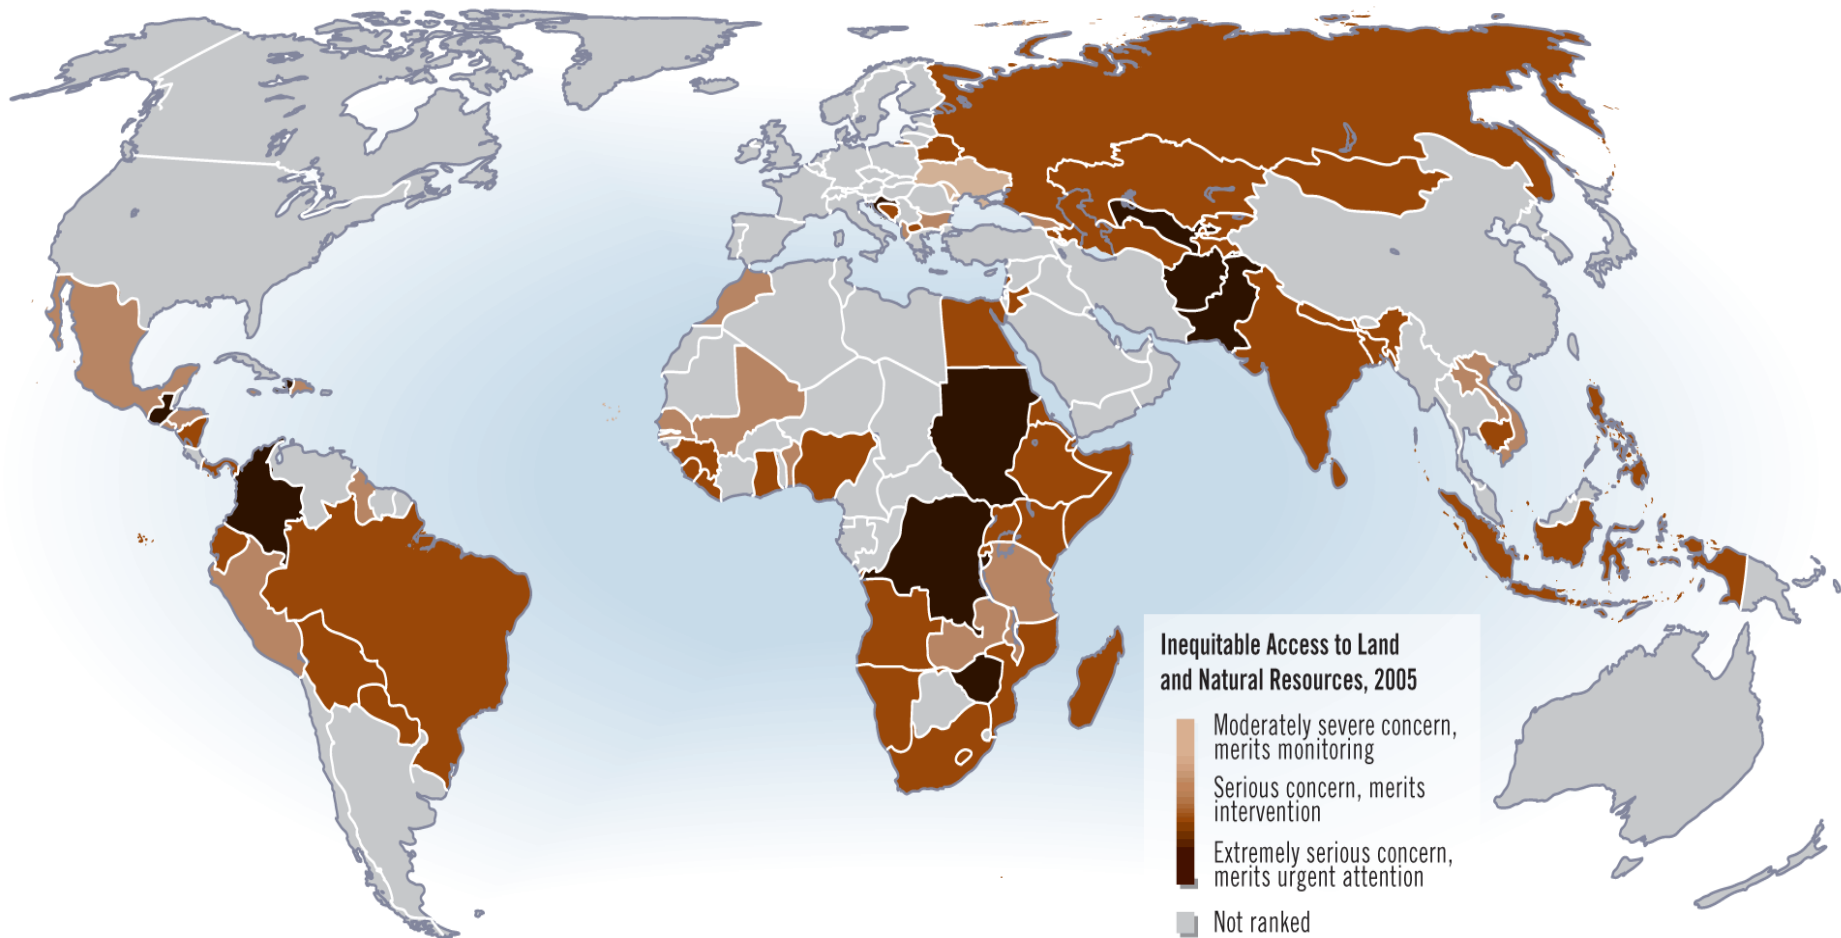 Inequitable Access to Land
and Natural Resources, 2005
Moderately severe concern,
merits monitoring
Serious concern, merits
intervention
Extremely serious concern,
merits urgent attention
Not ranked